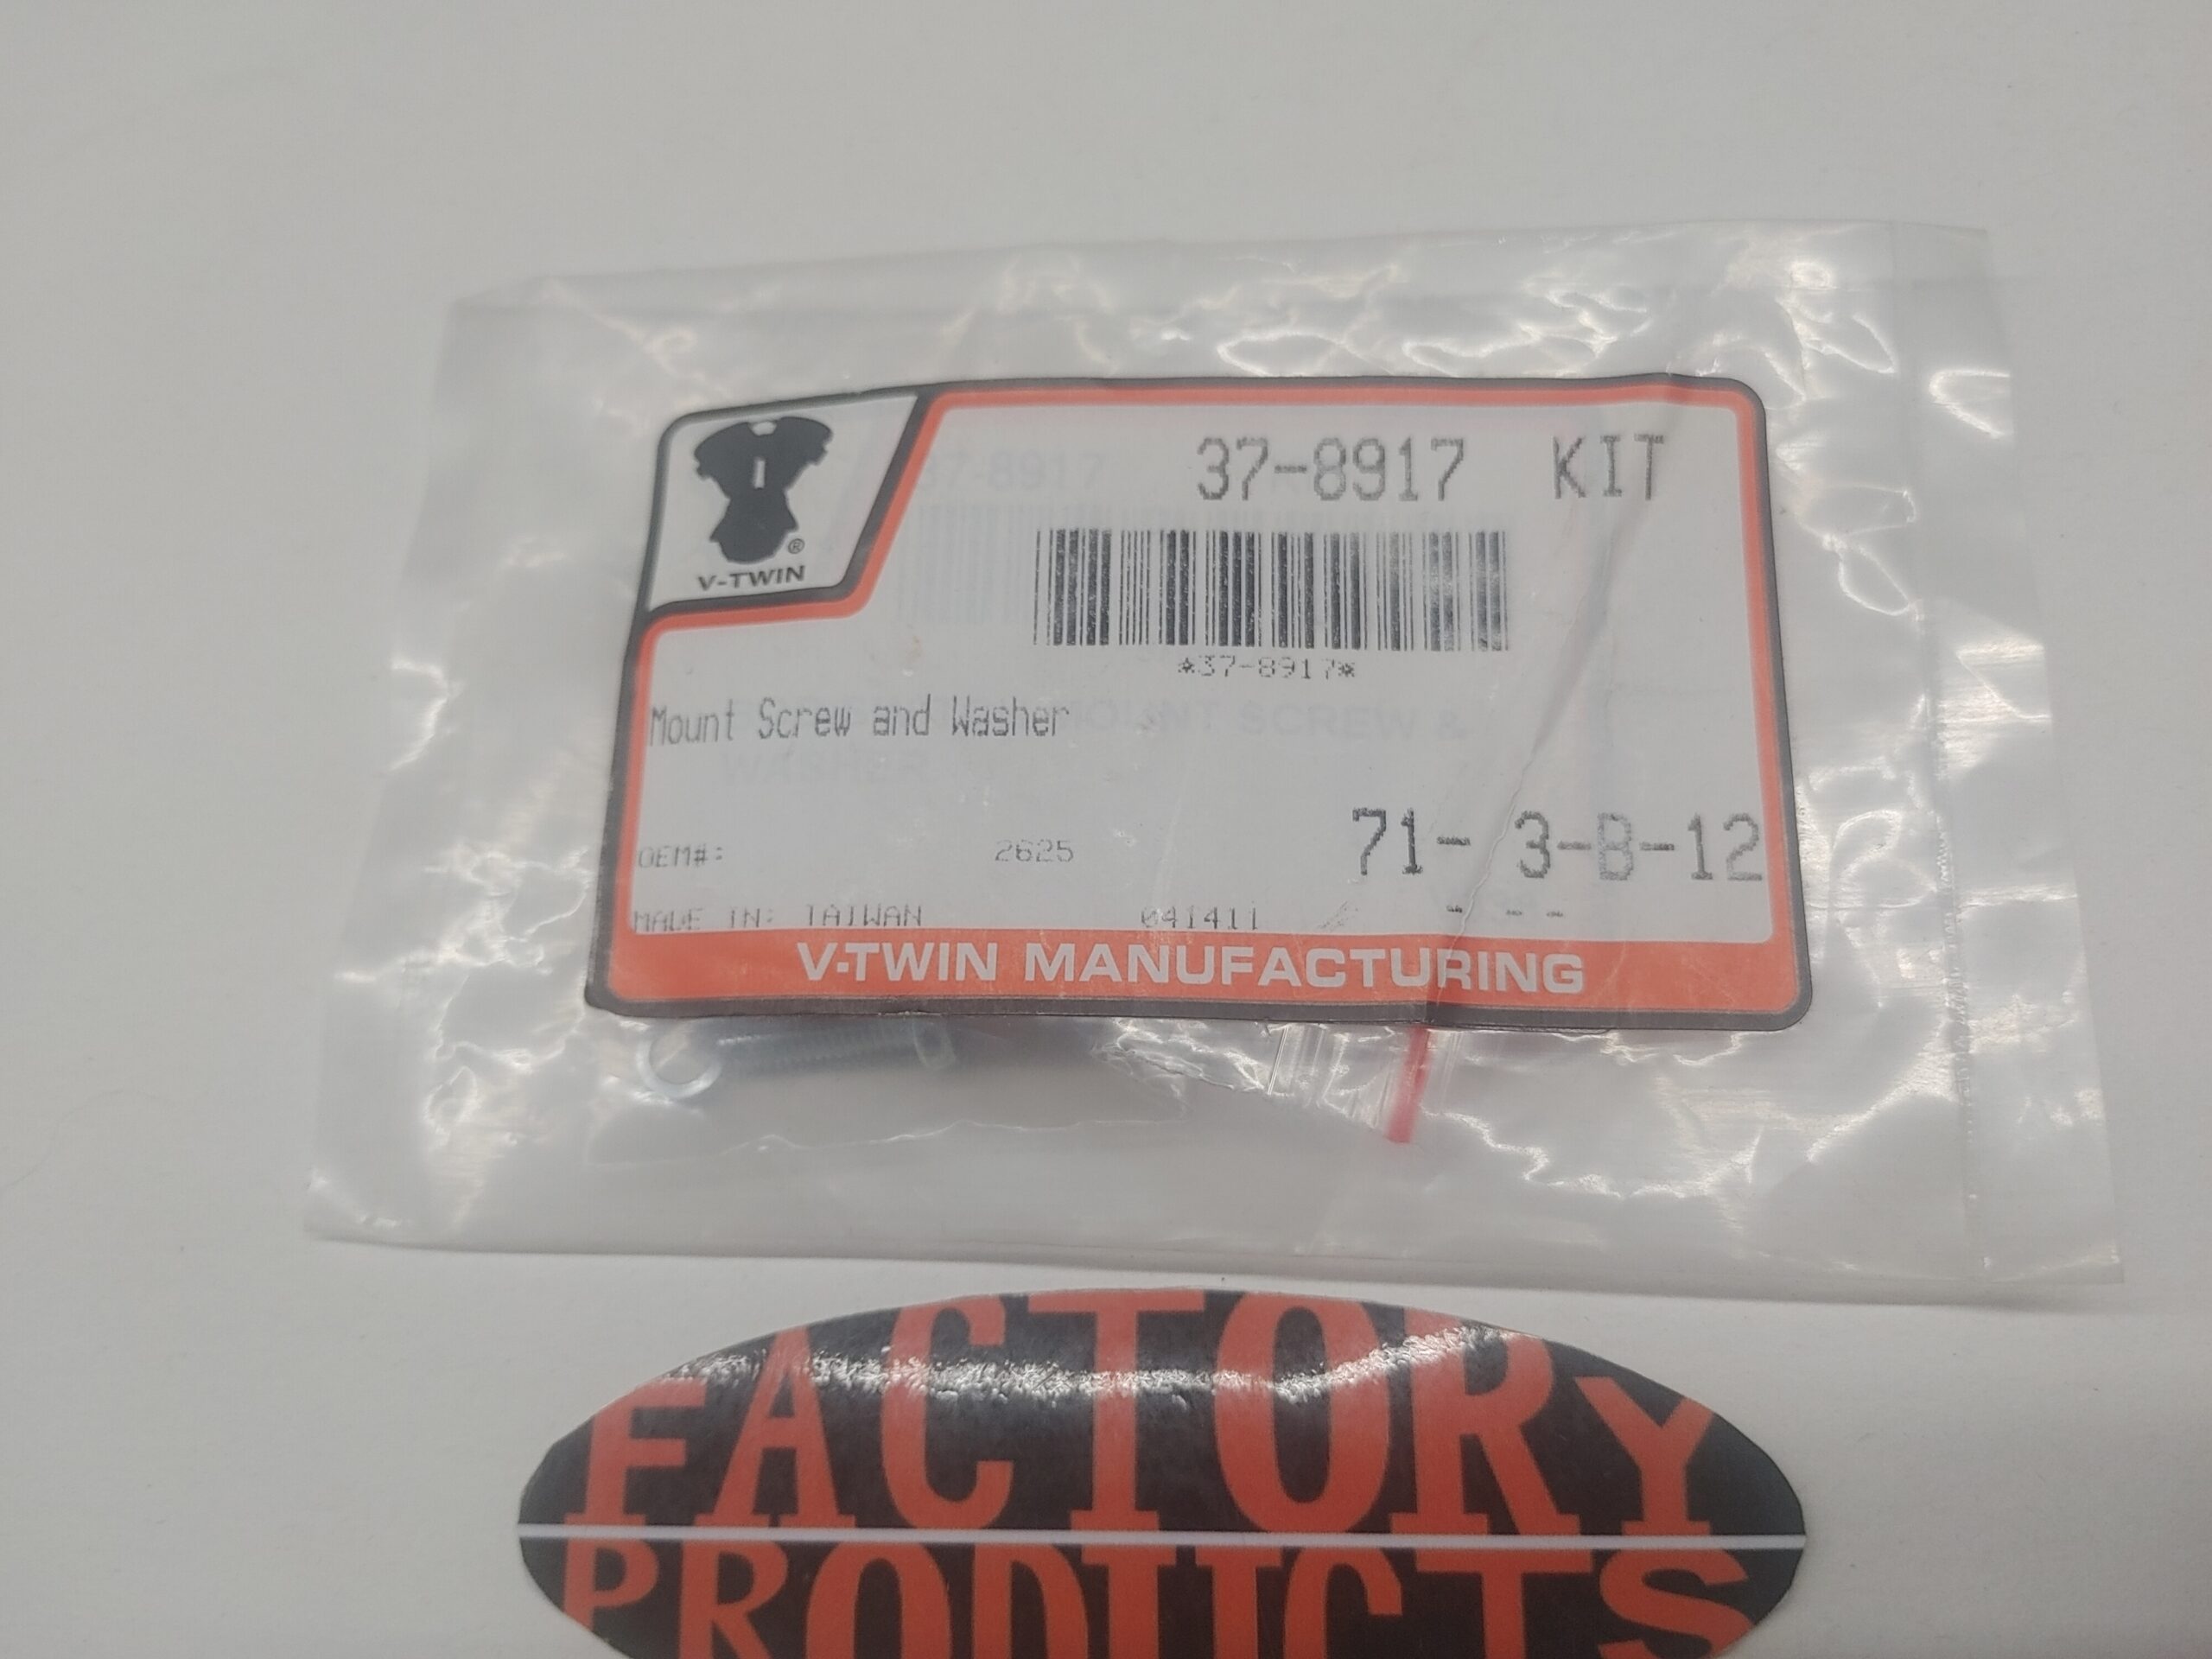 37-8917 KIT
®
V-TWIN
*37-8917*
Mount Screw and Washer
OEM#: 2625
71- 3-B-12
MADE IN: TAIWAN 041411 - - -
V-TWIN MANUFACTURING
FACTORY
PRODUCTS